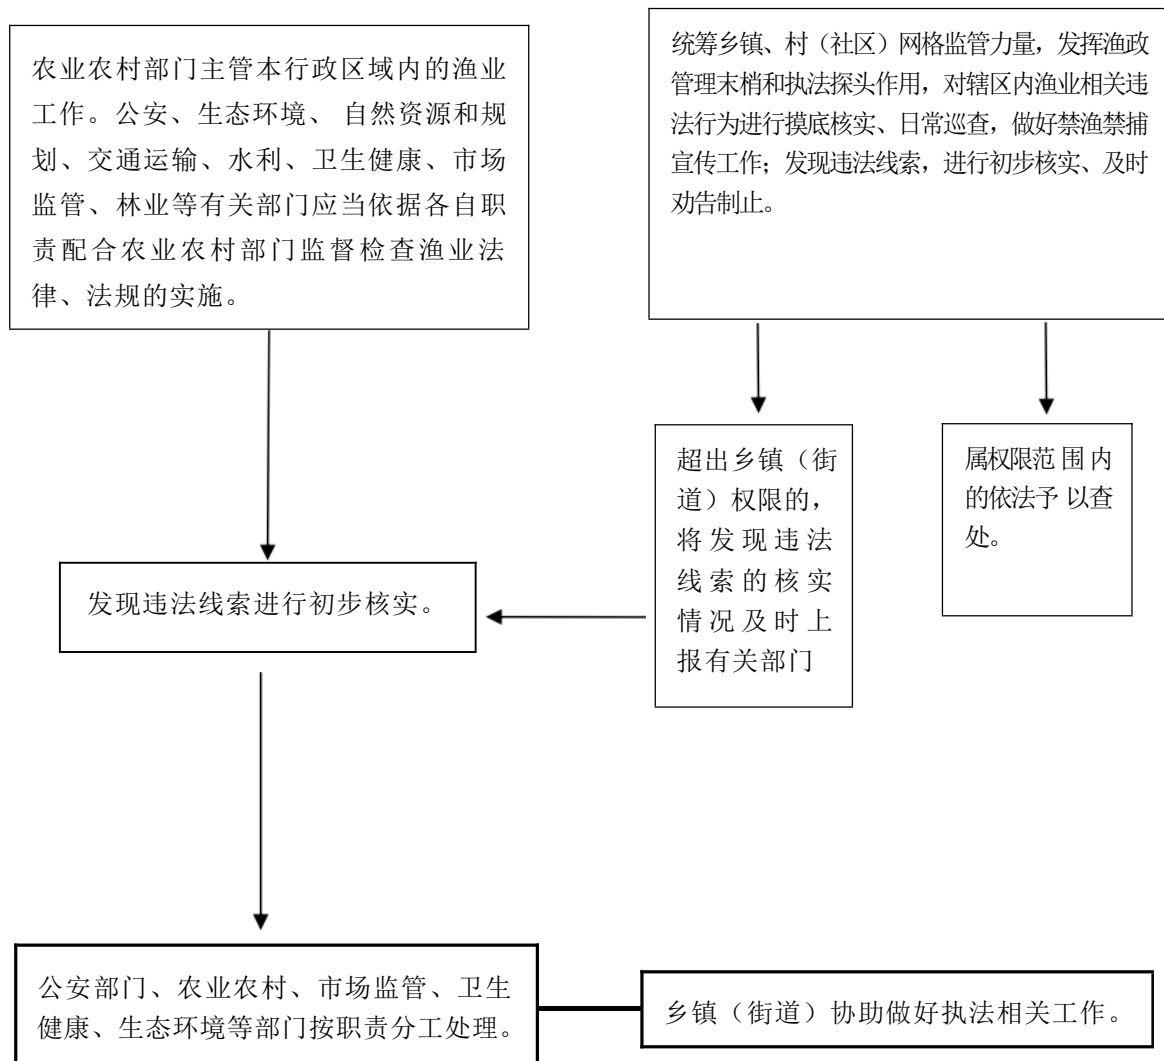 农业农村部门主管本行政区域内的渔业
工作。公安、生态环境、 自然资源和规
划、交通运输、水利、卫生健康、市场
监管、林业等有关部门应当依据各自职
责配合农业农村部门监督检查渔业法
律、法规的实施。
统筹乡镇、村（社区）网格监管力量，发挥渔政
管理末梢和执法探头作用，对辖区内渔业相关违
法行为进行摸底核实、日常巡查，做好禁渔禁捕
宣传工作；发现违法线索，进行初步核实、及时
劝告制止。
超出乡镇（街
道）权限的，
将发现违法
线索的核实
情况及时上
报有关部门
属权限范 围 内
的依法予 以查
处。
发现违法线索进行初步核实。
公安部门、农业农村、市场监管、卫生
健康、生态环境等部门按职责分工处理。
乡镇（街道）协助做好执法相关工作。